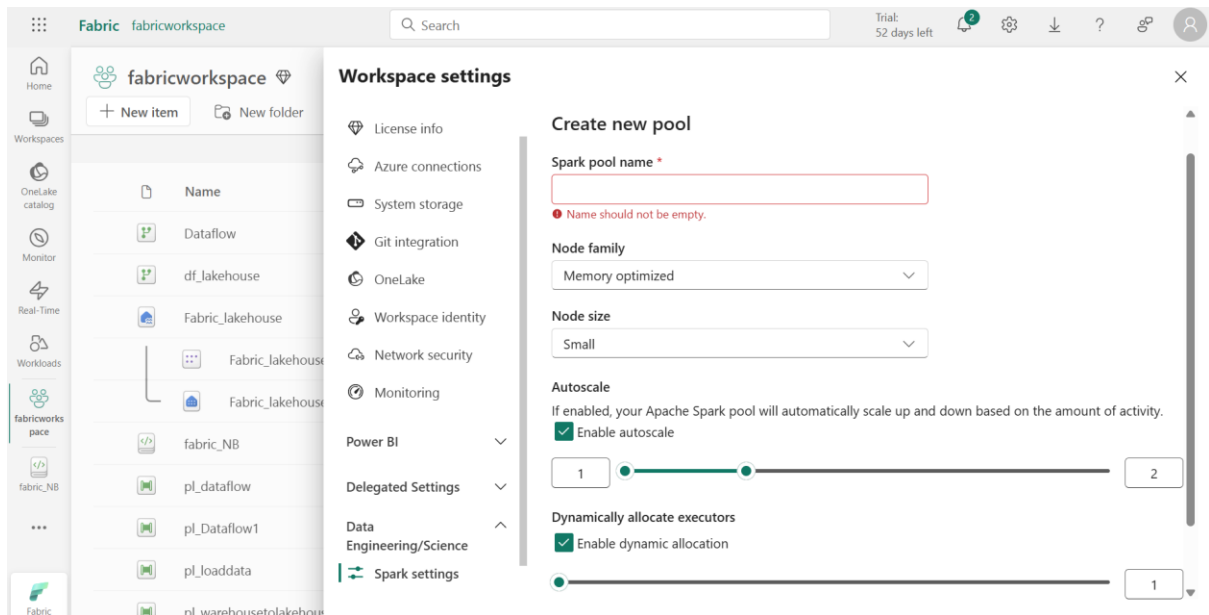 Fabric fabricworkspace
Search
Trial:
52 days left
2
Home
Workspaces
OneLake
catalog
Monitor
Real-Time
Workloads
fabricworks
pace
fabric_NB
Fabric
fabricworkspace
New item
New folder
Name
Dataflow
df_lakehouse
Fabric_lakehouse
Fabric_lakehouse
Fabric_lakehouse
fabric_NB
pl_dataflow
pl_Dataflow1
pl_loaddata
pl_warehousetolakehou
Workspace settings
License info
Azure connections
System storage
Git integration
OneLake
Workspace identity
Network security
Monitoring
Power BI
Delegated Settings
Data
Engineering/Science
Spark settings
Create new pool
Spark pool name *
Name should not be empty.
Node family
Memory optimized
Node size
Small
Autoscale
If enabled, your Apache Spark pool will automatically scale up and down based on the amount of activity.
Enable autoscale
1 2
Dynamically allocate executors
Enable dynamic allocation
1